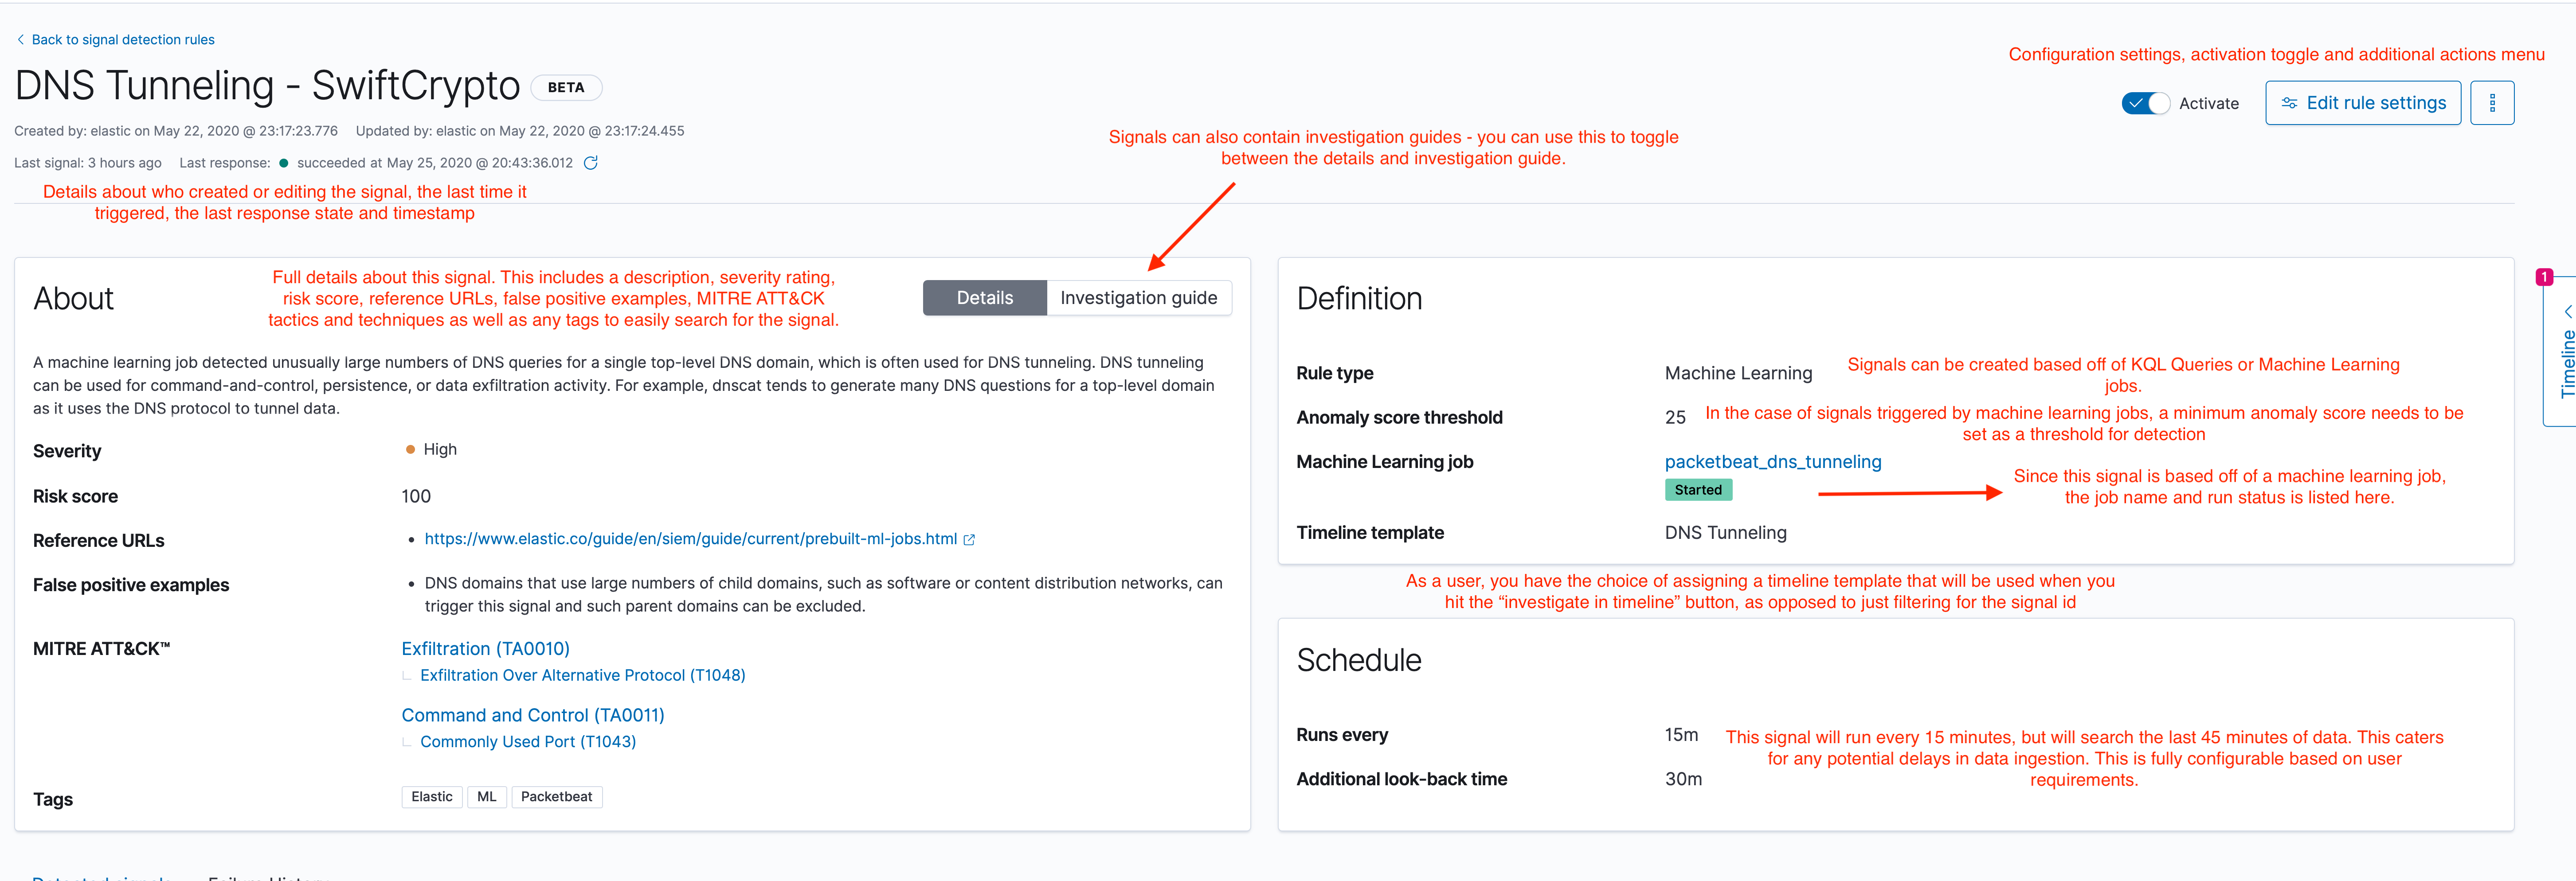 Back to signal detection rules
Configuration settings, activation toggle and additional actions menu
DNS Tunneling - SwiftCrypto BETA
Activate Edit rule settings
Created by: elastic on May 22, 2020 @ 23:17:23.776 Updated by: elastic on May 22, 2020 @ 23:17:24.455
Last signal: 3 hours ago Last response: succeeded at May 25, 2020 @ 20:43:36.012
Signals can also contain investigation guides - you can use this to toggle
between the details and investigation guide.
Details about who created or editing the signal, the last time it
triggered, the last response state and timestamp
About
Full details about this signal. This includes a description, severity rating,
risk score, reference URLs, false positive examples, MITRE ATT&CK
tactics and techniques as well as any tags to easily search for the signal.
Details Investigation guide
A machine learning job detected unusually large numbers of DNS queries for a single top-level DNS domain, which is often used for DNS tunneling. DNS tunneling
can be used for command-and-control, persistence, or data exfiltration activity. For example, dnscat tends to generate many DNS questions for a top-level domain
as it uses the DNS protocol to tunnel data.
Severity High
Risk score 100
Reference URLs • https://www.elastic.co/guide/en/siem/guide/current/prebuilt-ml-jobs.html
False positive examples • DNS domains that use large numbers of child domains, such as software or content distribution networks, can
trigger this signal and such parent domains can be excluded.
MITRE ATT&CK™ Exfiltration (TA0010)
Exfiltration Over Alternative Protocol (T1048)
Command and Control (TA0011)
Commonly Used Port (T1043)
Tags Elastic ML Packetbeat
Definition
Rule type Machine Learning
Signals can be created based off of KQL Queries or Machine Learning
jobs.
Anomaly score threshold 25
In the case of signals triggered by machine learning jobs, a minimum anomaly score needs to be
set as a threshold for detection
Machine Learning job packetbeat_dns_tunneling
Started
Since this signal is based off of a machine learning job,
the job name and run status is listed here.
Timeline template DNS Tunneling
As a user, you have the choice of assigning a timeline template that will be used when you
hit the “investigate in timeline” button, as opposed to just filtering for the signal id
Schedule
Runs every 15m
Additional look-back time 30m
This signal will run every 15 minutes, but will search the last 45 minutes of data. This caters
for any potential delays in data ingestion. This is fully configurable based on user
requirements.
1
Timeline
Detected signals Failure History